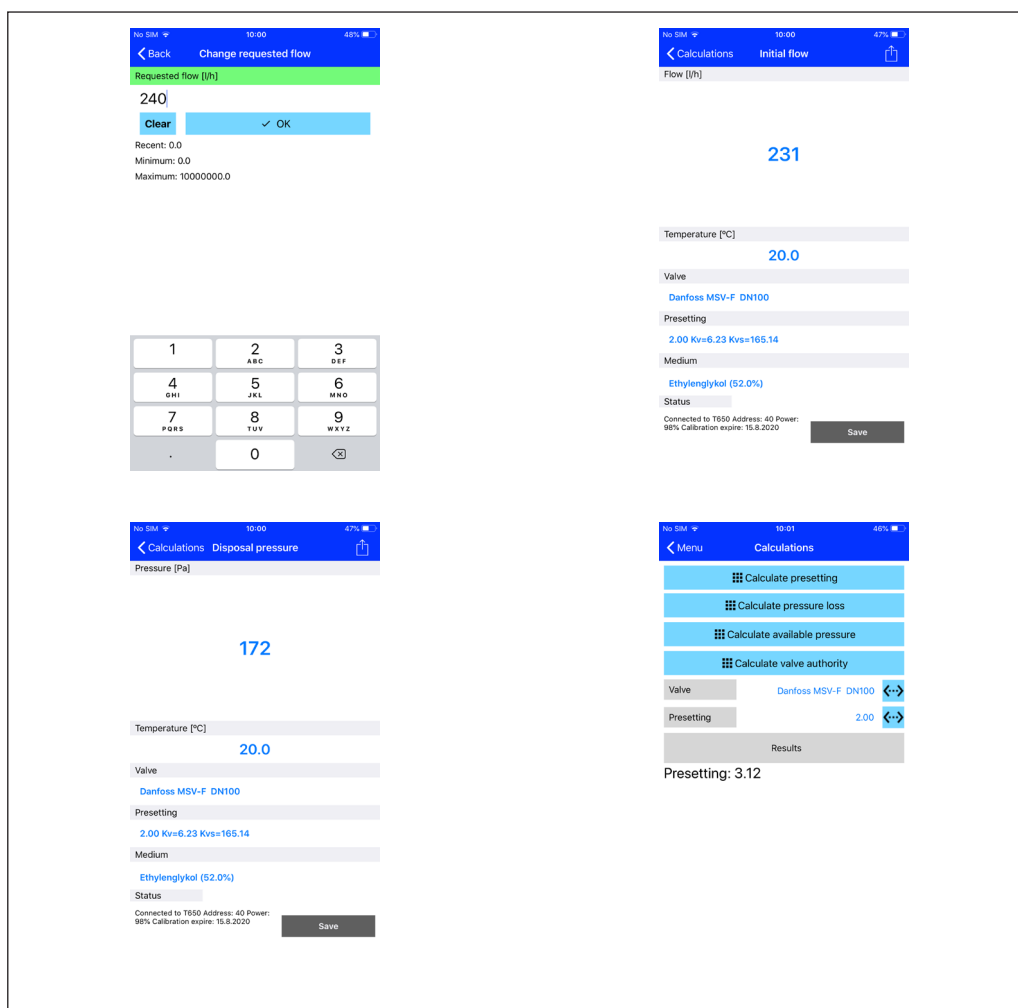 No SIM 10:00 48%
Back Change requested flow
Requested flow [l/h]
240
Clear ✓ OK
Recent: 0.0
Minimum: 0.0
Maximum: 10000000.0
1 2 3
ABC DEF
4 5 6
GHI JKL MNO
7 8 9
PQRS TUV WXYZ
. 0
No SIM 10:00 47%
Calculations Initial flow
Flow [l/h]
231
Temperature [ºC]
20.0
Valve
Danfoss MSV-F DN100
Presetting
2.00 Kv=6.23 Kvs=165.14
Medium
Ethylenglykol (52.0%)
Status
Connected to T650 Address: 40 Power:
98% Calibration expire: 15.8.2020
Save
No SIM 10:00 47%
Calculations Disposal pressure
Pressure [Pa]
172
Temperature [ºC]
20.0
Valve
Danfoss MSV-F DN100
Presetting
2.00 Kv=6.23 Kvs=165.14
Medium
Ethylenglykol (52.0%)
Status
Connected to T650 Address: 40 Power:
98% Calibration expire: 15.8.2020
Save
No SIM 10:01 46%
Menu Calculations
Calculate presetting
Calculate pressure loss
Calculate available pressure
Calculate valve authority
Valve Danfoss MSV-F DN100
Presetting 2.00
Results
Presetting: 3.12